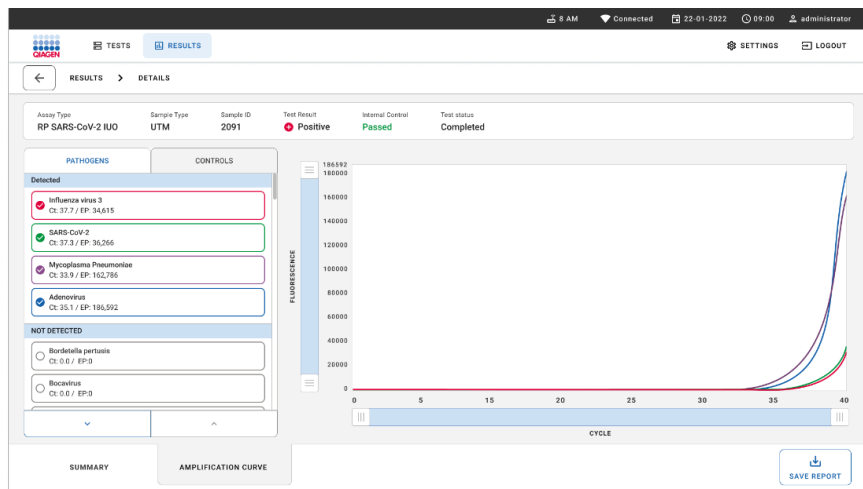 8 AM Connected 22-01-2022 09:00 administrator
QIAGEN TESTS RESULTS SETTINGS LOGOUT
RESULTS > DETAILS
Assay Type Sample Type Sample ID Test Result Internal Control Test status
RP SARS-CoV-2 IUO UTM 2091 Positive Passed Completed
PATHOGENS CONTROLS
Detected
Influenza virus 3
Ct: 37.7 / EP: 34,615
SARS-CoV-2
Ct: 37.3 / EP: 36,266
Mycoplasma Pneumoniae
Ct: 33.9 / EP: 162,786
Adenovirus
Ct: 35.1 / EP: 186,592
NOT DETECTED
Bordetella pertusis
Ct: 0.0 / EP:0
Bocavirus
Ct: 0.0 / EP:0
FLUORESCENCE
186592
180000
160000
140000
120000
100000
80000
60000
40000
20000
0
0 5 15 20 25 30 35 40
CYCLE
SUMMARY AMPLIFICATION CURVE
SAVE REPORT